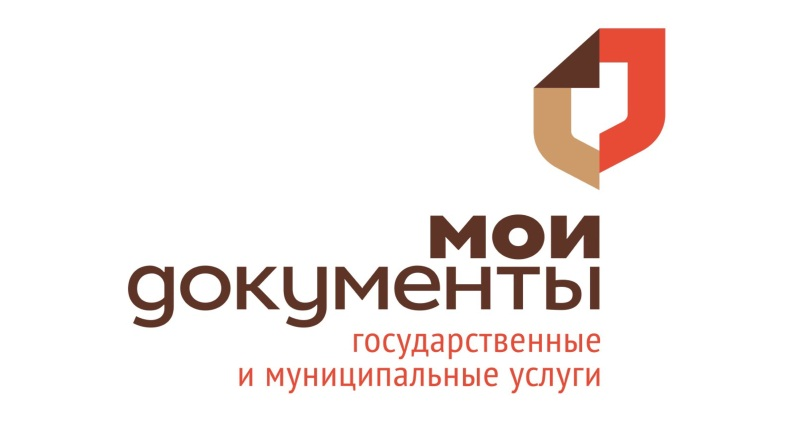 мои
документы
государственные
и муниципальные услуги